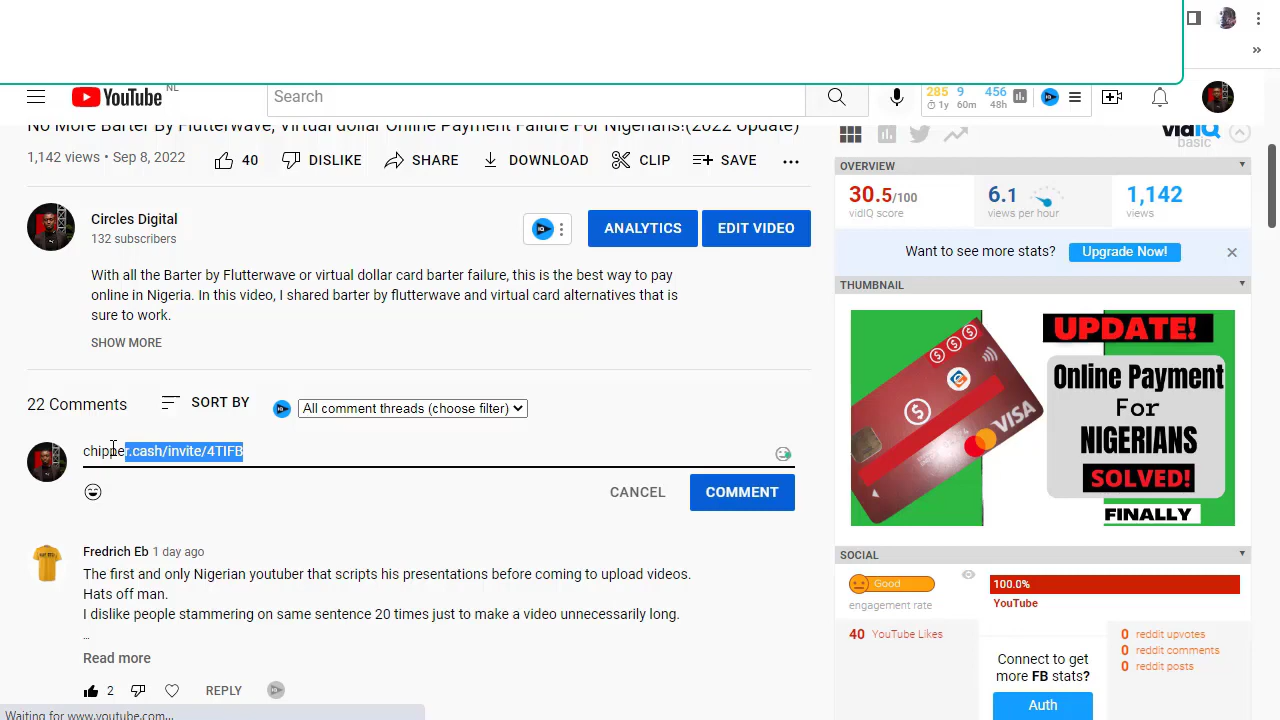 NL
YouTube
Search
285 9 456
1y 60m 48h
No More Barter By Flutterwave, Virtual dollar Online Payment Failure For Nigerians!(2022 Update)
1,142 views • Sep 8, 2022
40
DISLIKE
SHARE
DOWNLOAD
CLIP
SAVE
Circles Digital
132 subscribers
ANALYTICS
EDIT VIDEO
With all the Barter by Flutterwave or virtual dollar card barter failure, this is the best way to pay
online in Nigeria. In this video, I shared barter by flutterwave and virtual card alternatives that is
sure to work.
SHOW MORE
22 Comments
SORT BY
All comment threads (choose filter)
chipper.cash/invite/4TIFB
CANCEL
COMMENT
Fredrich Eb 1 day ago
The first and only Nigerian youtuber that scripts his presentations before coming to upload videos.
Hats off man.
I dislike people stammering on same sentence 20 times just to make a video unnecessarily long.
..
Read more
2
REPLY
Waiting for www.youtube.com...
vidIQ
basic
OVERVIEW
30.5/100
vidIQ score
6.1
views per hour
1,142
views
Want to see more stats?
Upgrade Now!
THUMBNAIL
UPDATE!
Online Payment
For
NIGERIANS
SOLVED!
FINALLY
VISA
SOCIAL
Good
engagement rate
100.0%
YouTube
40 YouTube Likes
Connect to get
more FB stats?
Auth
0 reddit upvotes
0 reddit comments
0 reddit posts